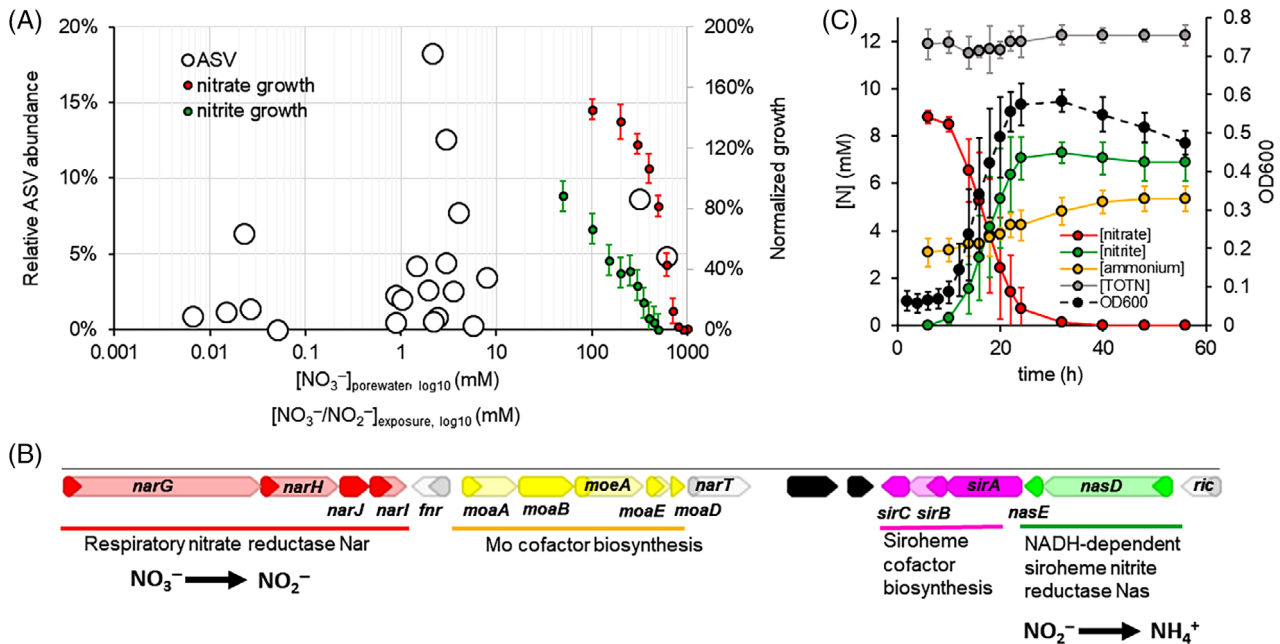 (A)
20%
15%
10%
5%
0%
Relative ASV abundance
ASV
nitrate growth
nitrite growth
200%
160%
120%
80%
40%
0%
Normalized growth
0.001 0.01 0.1 1 10 100 1000
[NO₃⁻]porewater, log10 (mM)
[NO₃⁻/NO₂⁻]exposure, log10 (mM)
(C)
12
10
8
6
4
2
0
[N] (mM)
[nitrate]
[nitrite]
[ammonium]
[TOTN]
OD600
0.8
0.7
0.6
0.5
0.4
0.3
0.2
0.1
0
OD600
0 20 40 60
time (h)
(B)
narG narH moeA narT sirA nasD ric
narJ narI fnr moaA moaB moaE moaD sirC sirB nasE
Respiratory nitrate reductase Nar
NO₃⁻ NO₂⁻
Mo cofactor biosynthesis
Siroheme
cofactor
biosynthesis
NADH-dependent
siroheme nitrite
reductase Nas
NO₂⁻ NH₄⁺